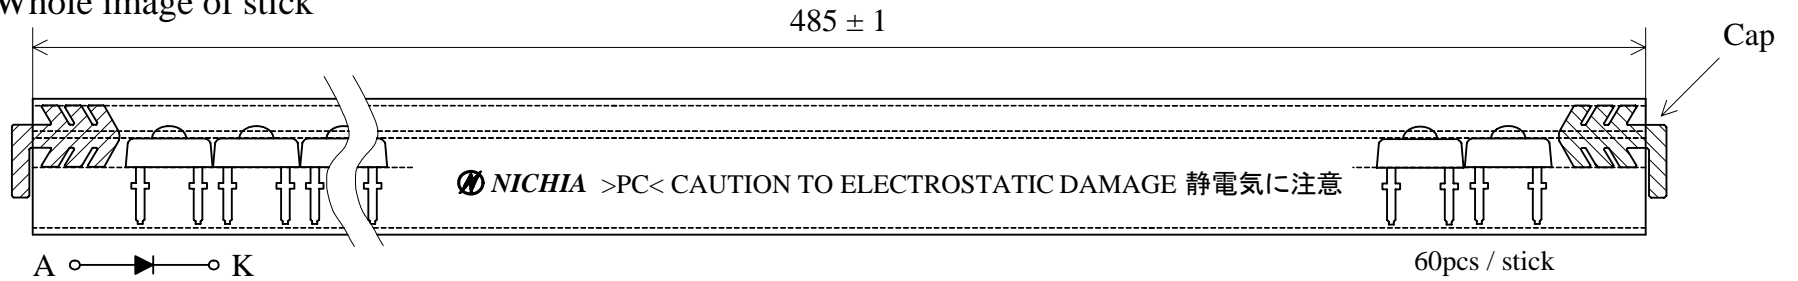 Whole image of stick
485 ± 1
Cap
NICHIA >PC< CAUTION TO ELECTROSTATIC DAMAGE 静電気に注意
A K
60pcs / stick